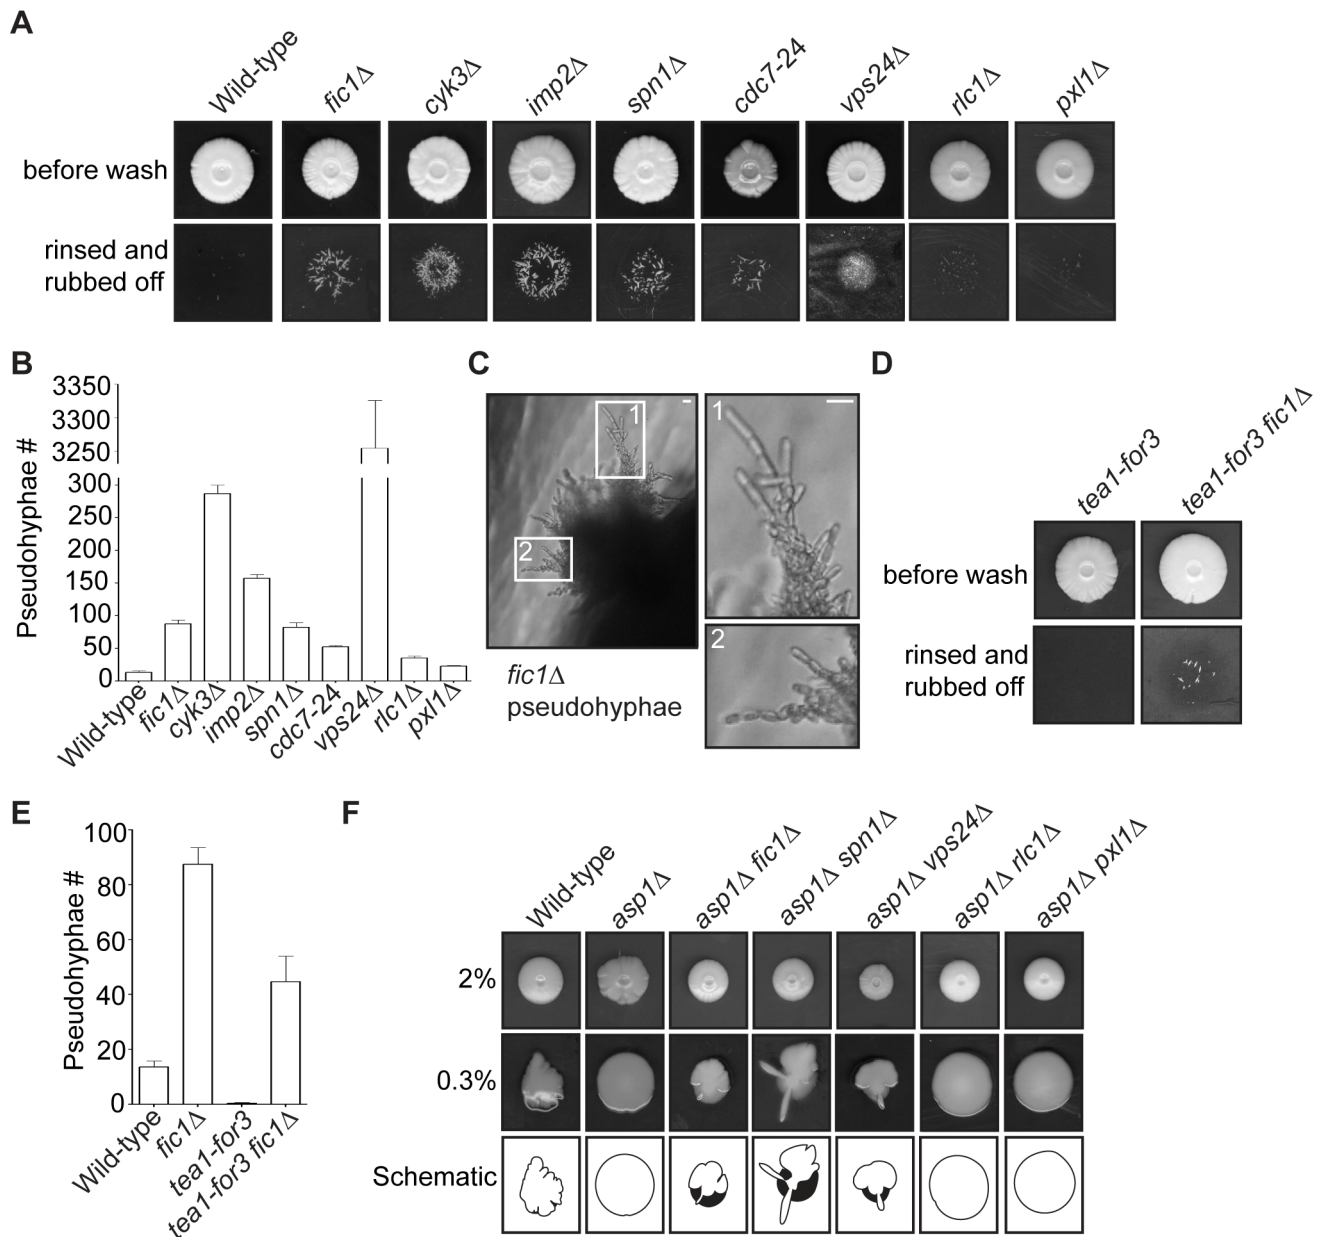 A
Wild-type
fic1Δ
cyk3Δ
imp2Δ
spn1Δ
cdc7-24
vps24Δ
rlc1Δ
pxl1Δ
before wash
rinsed and
rubbed off
B
Pseudohyphae #
3350
3300
3250
300
250
200
150
100
50
0
Wild-type
fic1Δ
cyk3Δ
imp2Δ
spn1Δ
cdc7-24
vps24Δ
rlc1Δ
pxl1Δ
C
1
2
1
2
fic1Δ
pseudohyphae
D
tea1-for3
tea1-for3 fic1Δ
before wash
rinsed and
rubbed off
E
Pseudohyphae #
100
80
60
40
20
0
Wild-type
fic1Δ
tea1-for3
tea1-for3 fic1Δ
F
Wild-type
asp1Δ
asp1Δ fic1Δ
asp1Δ spn1Δ
asp1Δ vps24Δ
asp1Δ rlc1Δ
asp1Δ pxl1Δ
2%
0.3%
Schematic